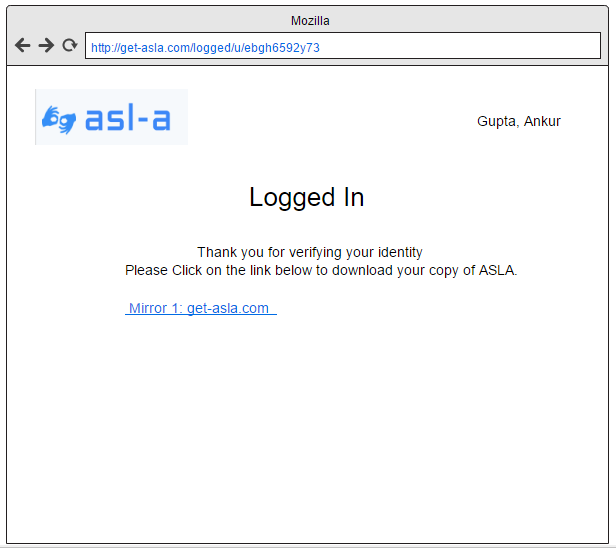 Mozilla
http://get-asla.com/logged/u/ebgh6592y73
asl-a
Gupta, Ankur
Logged In
Thank you for verifying your identity
Please Click on the link below to download your copy of ASLA.
Mirror 1: get-asla.com